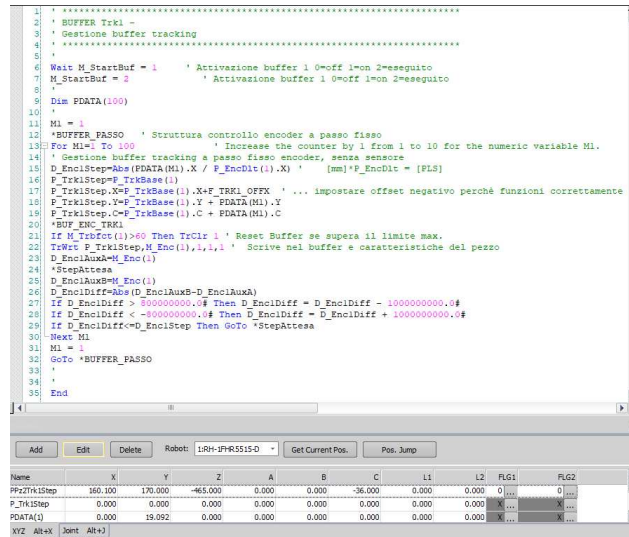 1 ' ******************************************************************
2 ' BUFFER Trk1 -
3 ' Gestione buffer tracking
4 ' ******************************************************************
5 '
6 Wait M_StartBuf = 1 ' Attivazione buffer 1 0=off 1=on 2=eseguito
7 M_StartBuf = 2 ' Attivazione buffer 1 0=off 1=on 2=eseguito
8 '
9 Dim PDATA(100)
10 '
11 M1 = 1
12 *BUFFER_PASSO ' Struttura controllo encoder a passo fisso
13 For M1=1 To 100 ' Increase the counter by 1 from 1 to 10 for the numeric variable M1.
14 ' Gestione buffer tracking a passo fisso encoder, senza sensore
15 D_Enc1Step=Abs(PDATA(M1).X / P_EncDlt(1).X) ' [mm]*P_EncDlt = [PLS]
16 P_Trk1Step=P_TrkBase(1)
17 P_Trk1Step.X=P_TrkBase(1).X+F_TRK1_OFFX ' ... impostare offset negativo perchè funzioni correttamente
18 P_Trk1Step.Y=P_TrkBase(1).Y + PDATA(M1).Y
19 P_Trk1Step.C=P_TrkBase(1).C + PDATA(M1).C
20 *BUF_ENC_TRK1
21 If M_Trbfct(1)>60 Then TrClr 1 ' Reset Buffer se supera il limite max.
22 TrWrt P_Trk1Step,M_Enc(1),1,1,1 ' Scrive nel buffer e caratteristiche del pezzo
23 D_Enc1AuxA=M_Enc(1)
24 *StepAttesa
25 D_Enc1AuxB=M_Enc(1)
26 D_Enc1Diff=Abs(D_Enc1AuxB-D_Enc1AuxA)
27 If D_Enc1Diff > 800000000.0# Then D_Enc1Diff = D_Enc1Diff - 1000000000.0#
28 If D_Enc1Diff < -800000000.0# Then D_Enc1Diff = D_Enc1Diff + 1000000000.0#
29 If D_Enc1Diff<=D_Enc1Step Then GoTo *StepAttesa
30 Next M1
31 M1 = 1
32 GoTo *BUFFER_PASSO
33 '
34 '
35 End
Add Edit Delete Robot: 1:RH-1FHR5515-D Get Current Pos. Pos. Jump
Name X Y Z A B C L1 L2 FLG1 FLG2
PPz2Trk1Step 160.100 170.000 -465.000 0.000 0.000 -36.000 0.000 0.000 0 ... 0 ...
P_Trk1Step 0.000 0.000 0.000 0.000 0.000 0.000 0.000 0.000 X ... X ...
PDATA(1) 0.000 19.092 0.000 0.000 0.000 0.000 0.000 0.000 X ... X ...
XYZ Alt+X Joint Alt+J